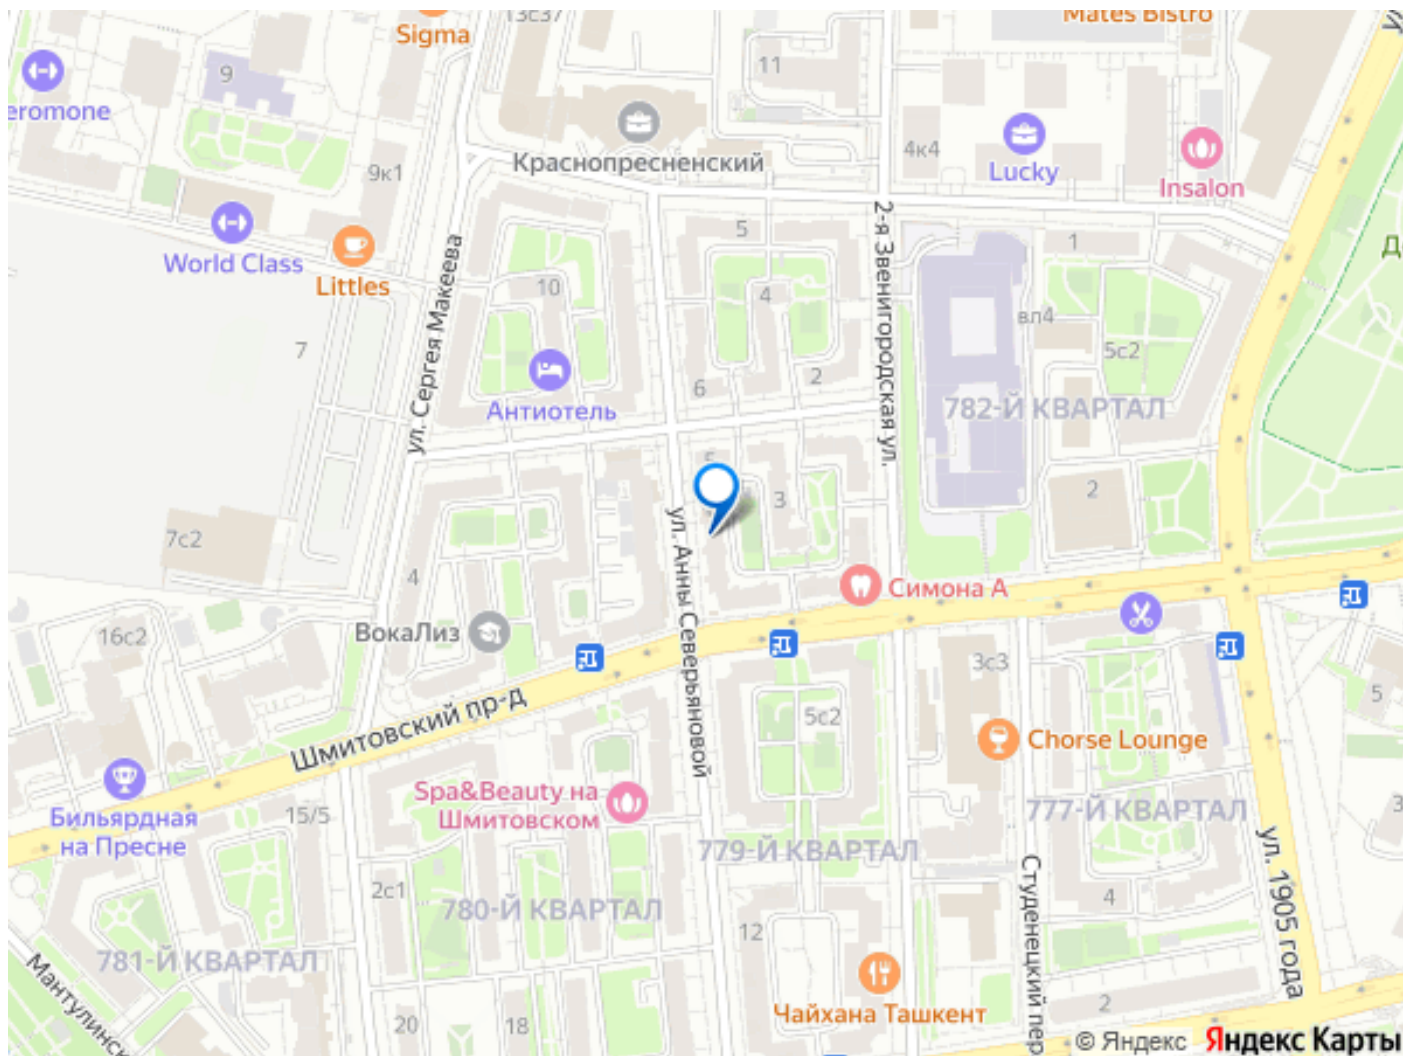 13с37
Sigma
Mates Bistro
9
11
eromone
Краснопресненский
4к4
Lucky
Insalon
9к1
World Class
Littles
ул. Сергея Макеева
2-я Звенигородская ул.
5
1
10
4
вл4
7
5с2
Антиотель
6
2
782-Й КВАРТАЛ
3
2
7с2
4
ул. Анны Северьяновой
Симона А
ВокаЛиз
16с2
3с3
5
Шмитовский пр-д
5с2
Chorse Lounge
Spa&Beauty на
Шмитовском
Бильярдная
на Пресне
15/5
777-Й КВАРТАЛ
779-Й КВАРТАЛ
ул. 1905 года
2с1
780-Й КВАРТАЛ
4
Студенецкий пер
12
781-Й КВАРТАЛ
Мантулинск
Чайхана Ташкент
20
18
2
© Яндекс
Яндекс Карты